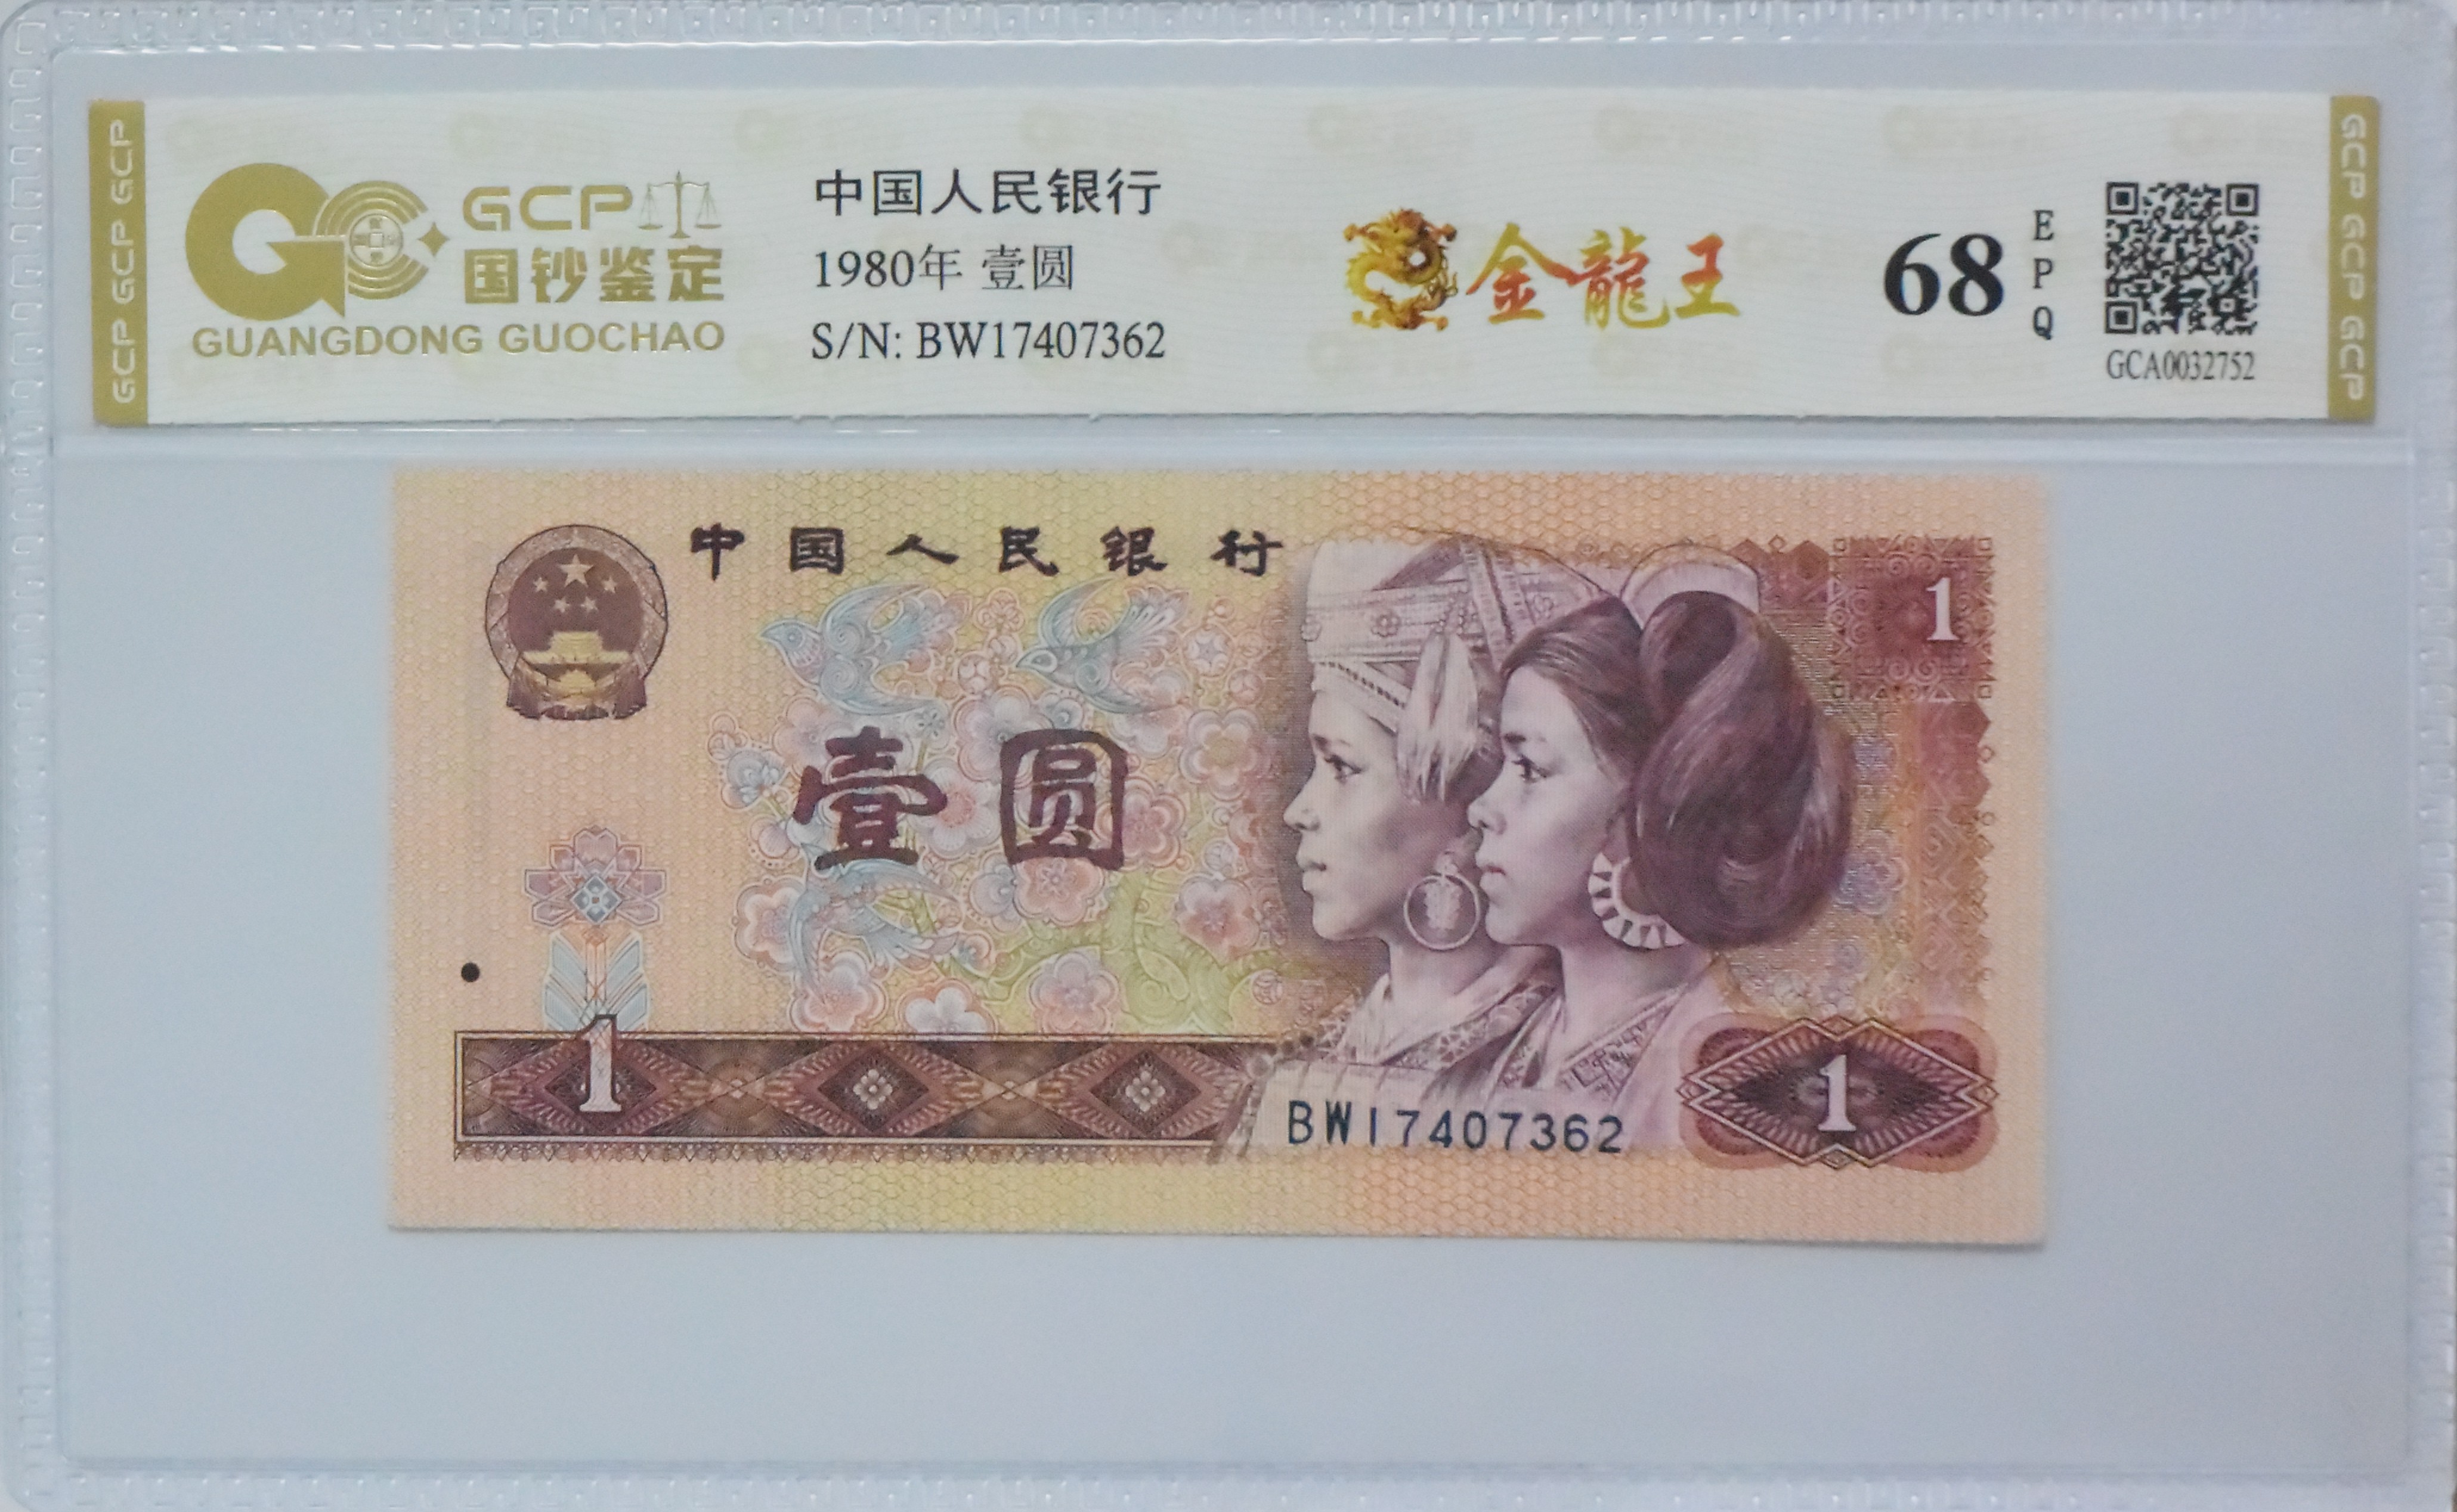 GCP GCP GCP
GCP
国钞鉴定
GUANGDONG GUOCHAO
中国人民银行
1980年 壹圆
S/N: BW17407362
金龍王
68
EPQ
GCA0032752
GCP GCP GCP
中国人民银行
1
壹圆
1
1
BW17407362